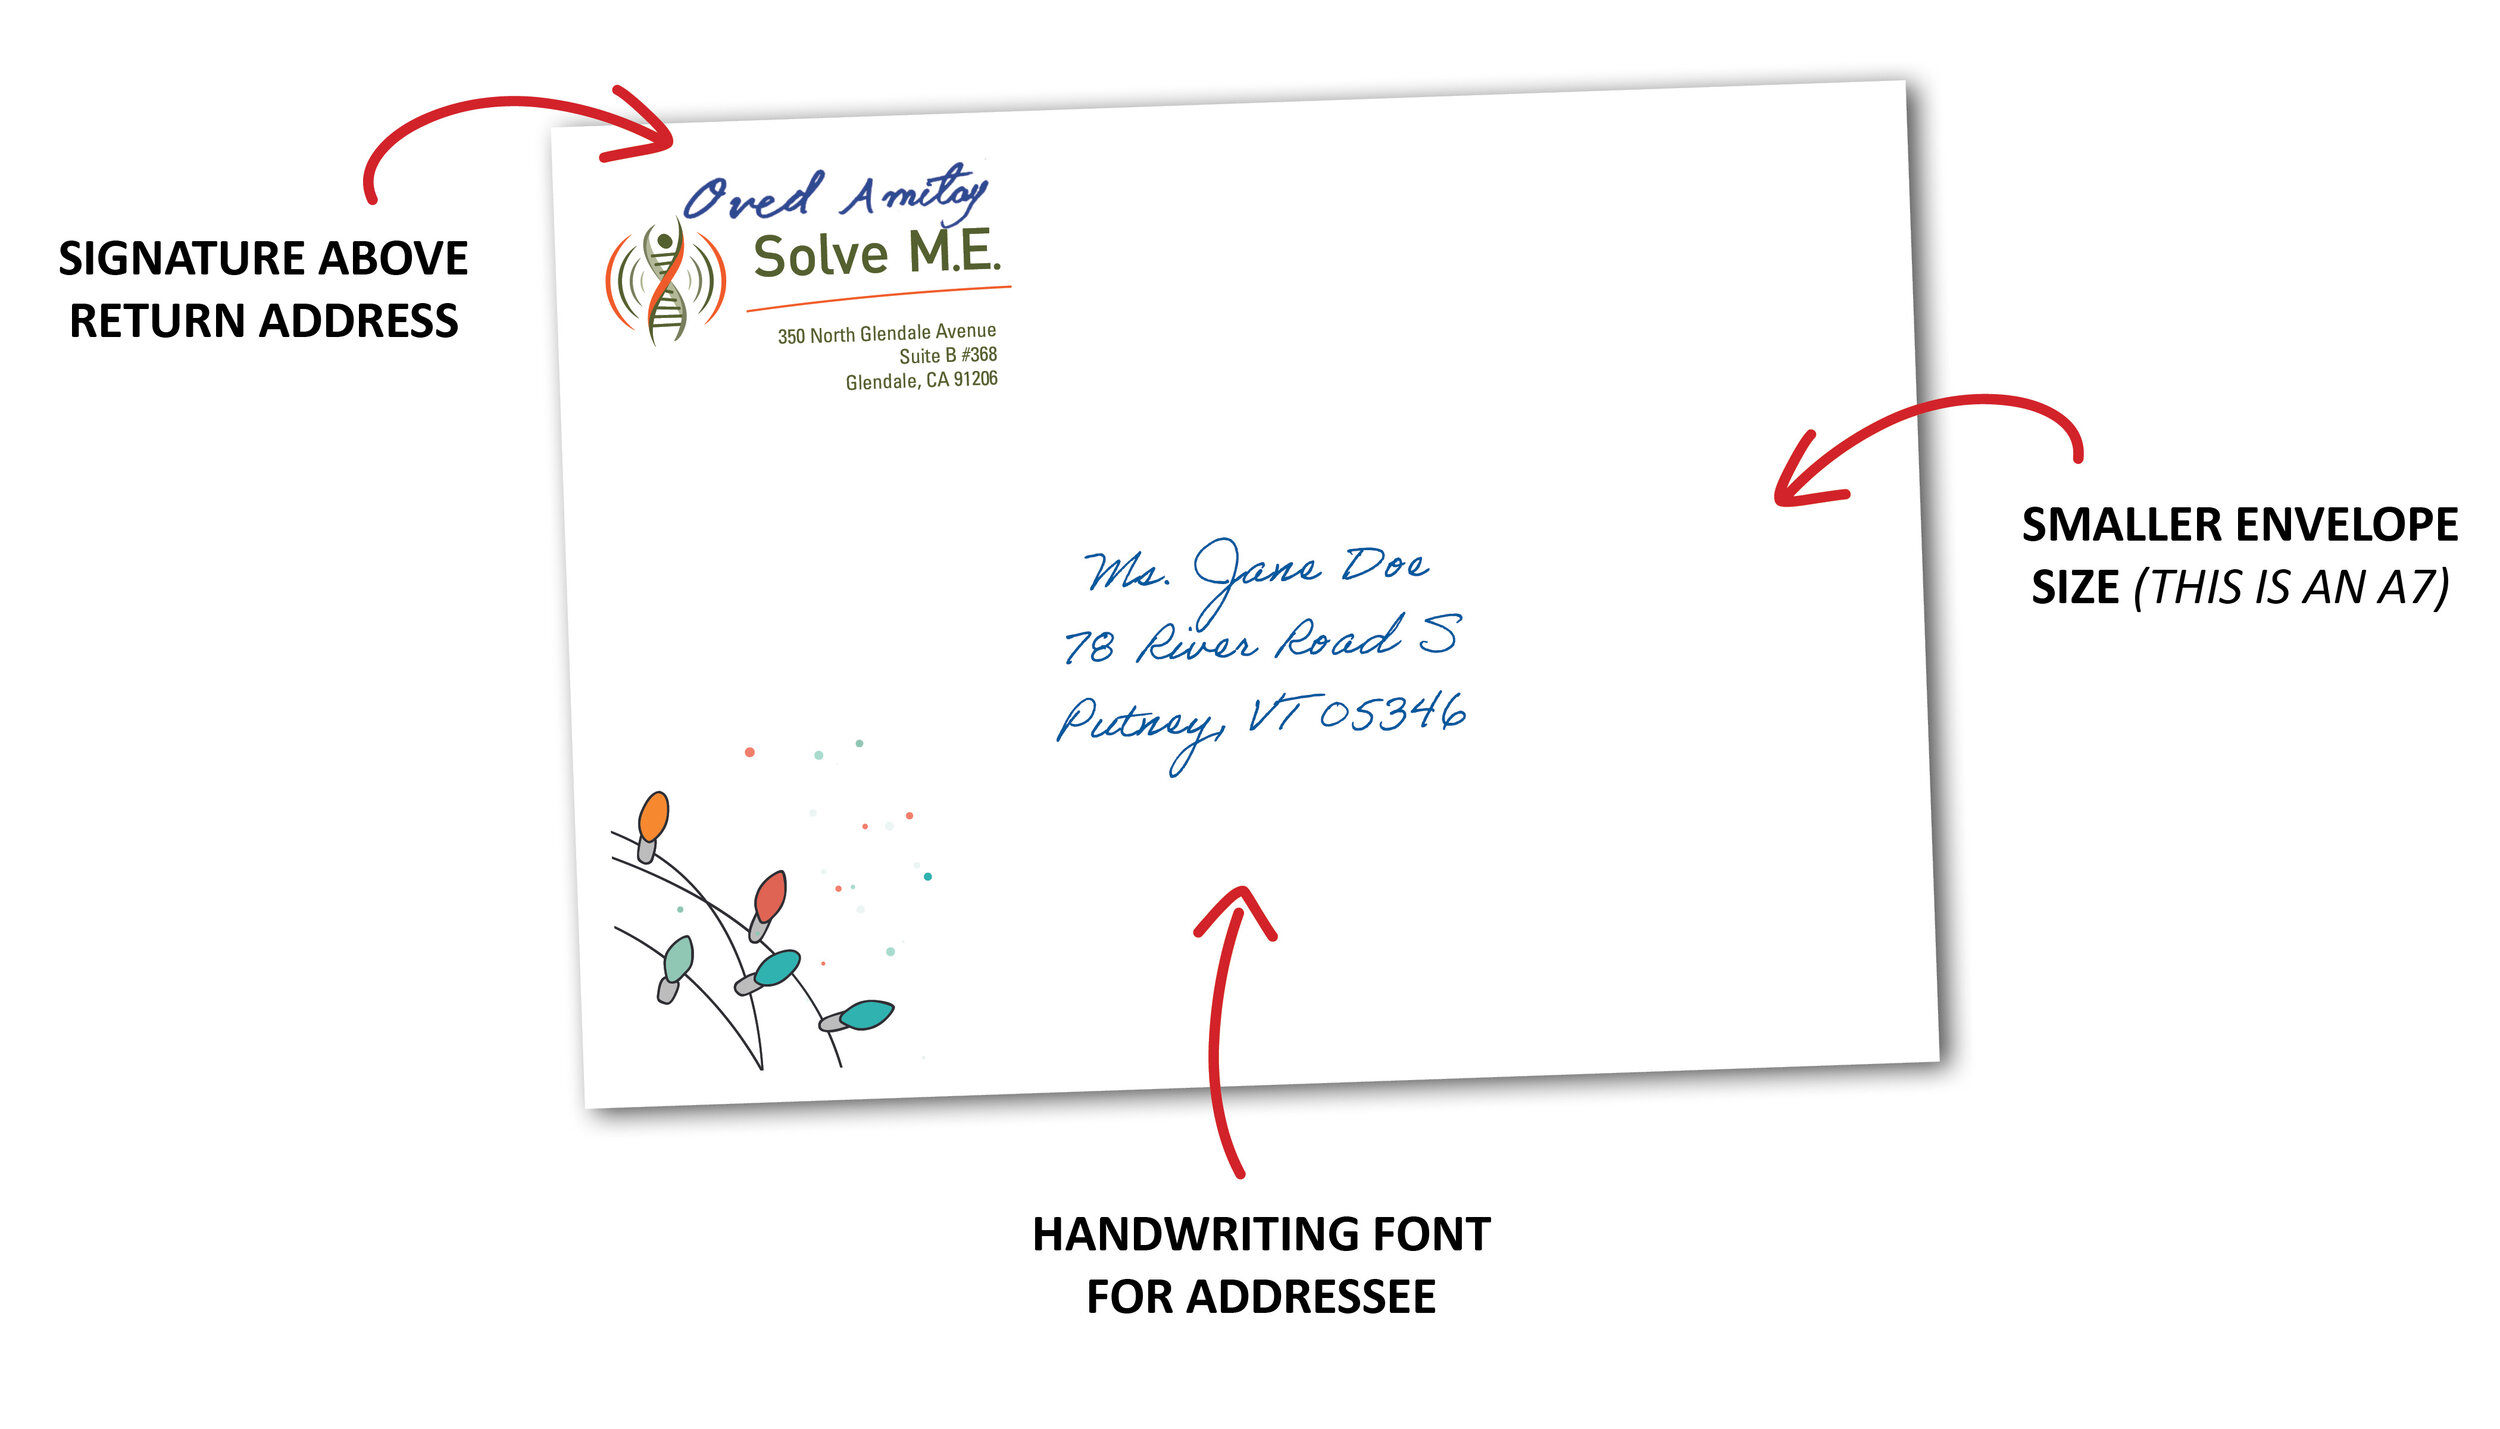 SIGNATURE ABOVE
RETURN ADDRESS
Oved Amitay
Solve M.E.
350 North Glendale Avenue
Suite B #368
Glendale, CA 91206
SMALLER ENVELOPE
SIZE (THIS IS AN A7)
Ms. Jane Doe
78 River Road S
Putney, VT 05346
HANDWRITING FONT
FOR ADDRESSEE